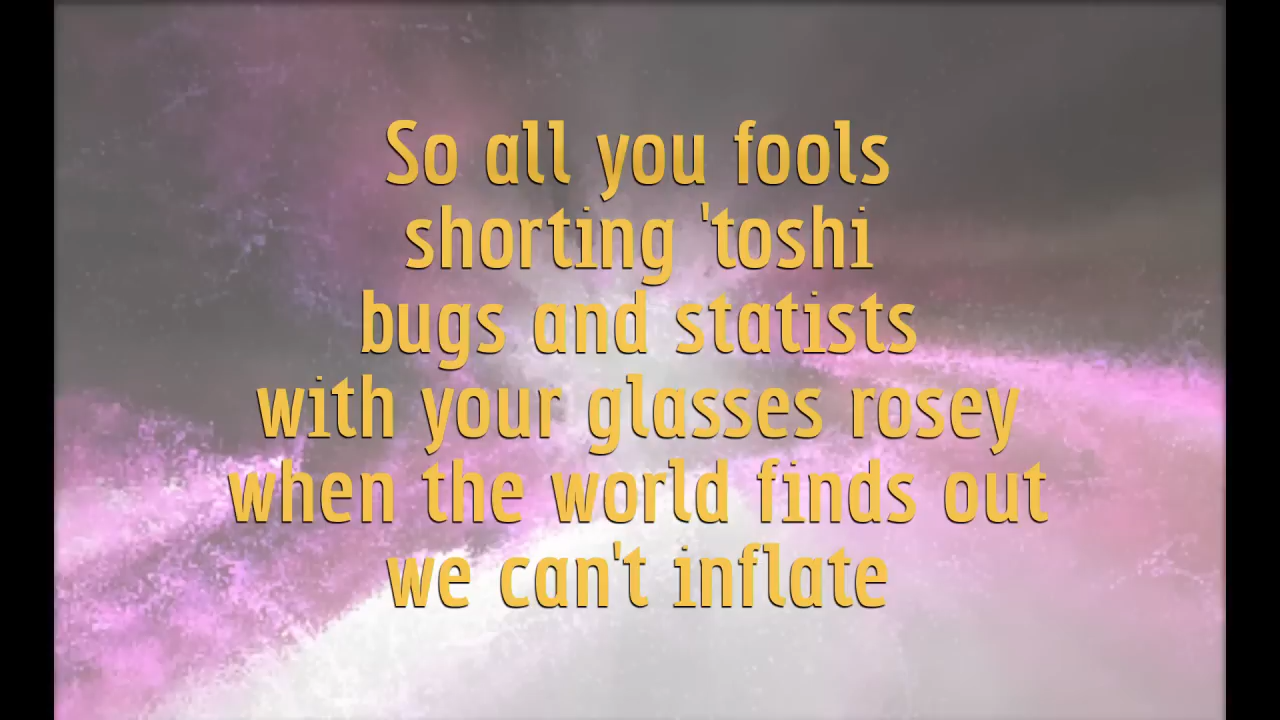 So all you fools
shorting 'toshi
bugs and statists
with your glasses rosey
when the world finds out
we can't inflate